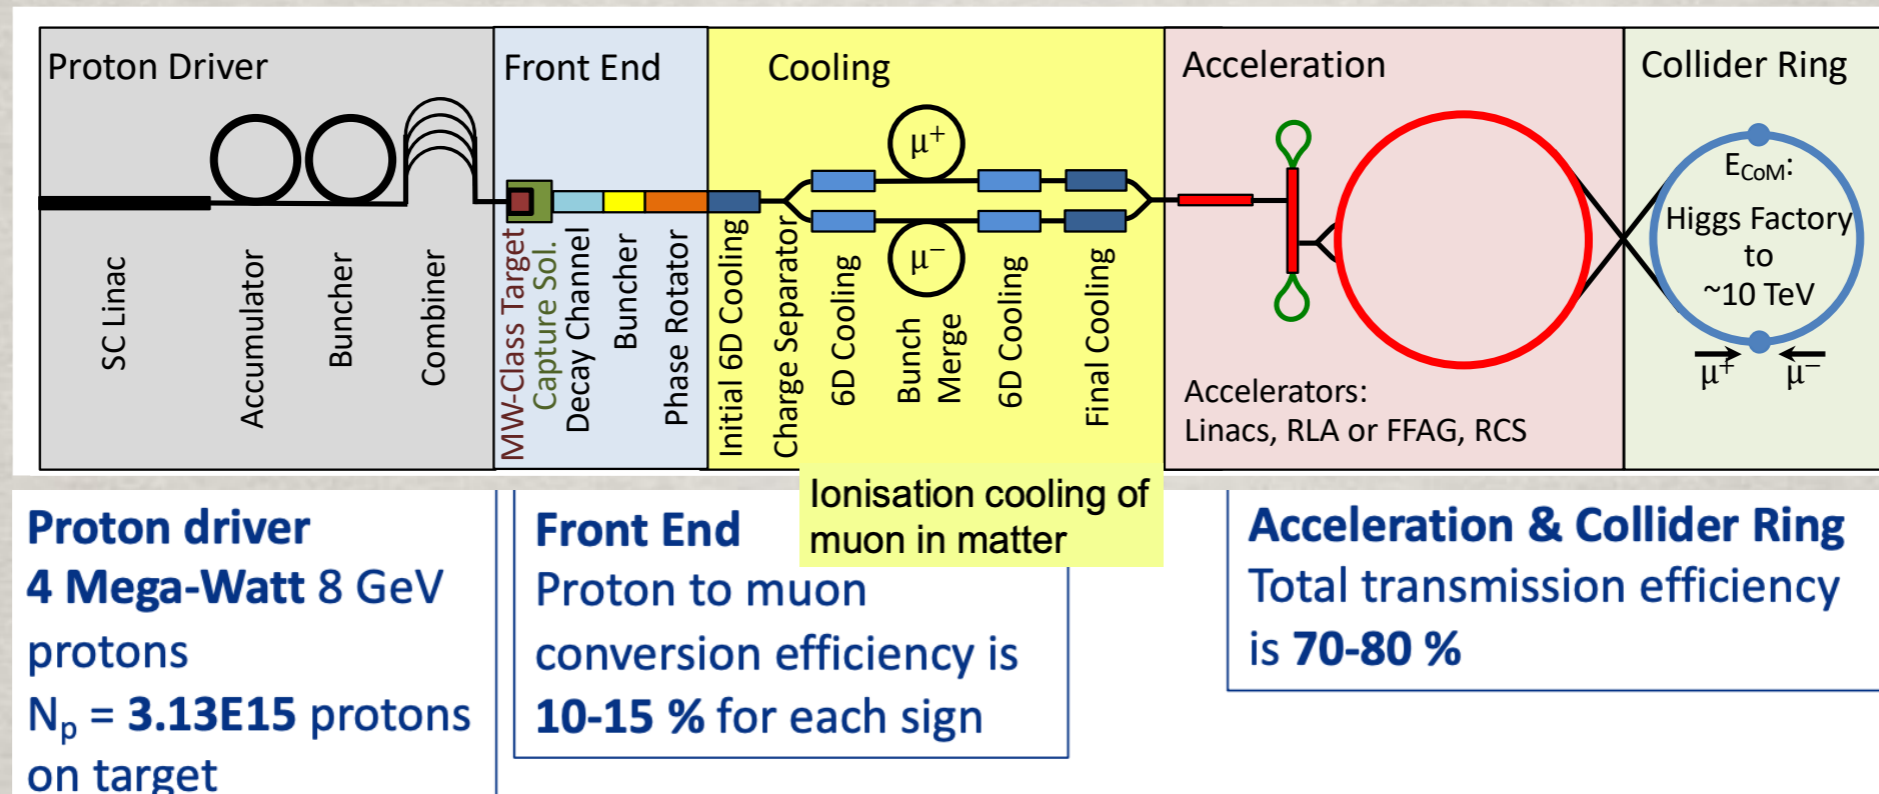 Proton Driver
Front End
Cooling
Acceleration
Collider Ring
SC Linac
Accumulator
Buncher
Combiner
MW-Class Target
Capture Sol.
Decay Channel
Buncher
Phase Rotator
Initial 6D Cooling
Charge Separator
6D Cooling
μ+
μ−
Bunch
Merge
6D Cooling
Final Cooling
Accelerators:
Linacs, RLA or FFAG, RCS
ECoM:
Higgs Factory
to
~10 TeV
μ+ μ−
Ionisation cooling of
muon in matter
Proton driver
4 Mega-Watt 8 GeV
protons
Np = 3.13E15 protons
on target
Front End
Proton to muon
conversion efficiency is
10-15 % for each sign
Acceleration & Collider Ring
Total transmission efficiency
is 70-80 %